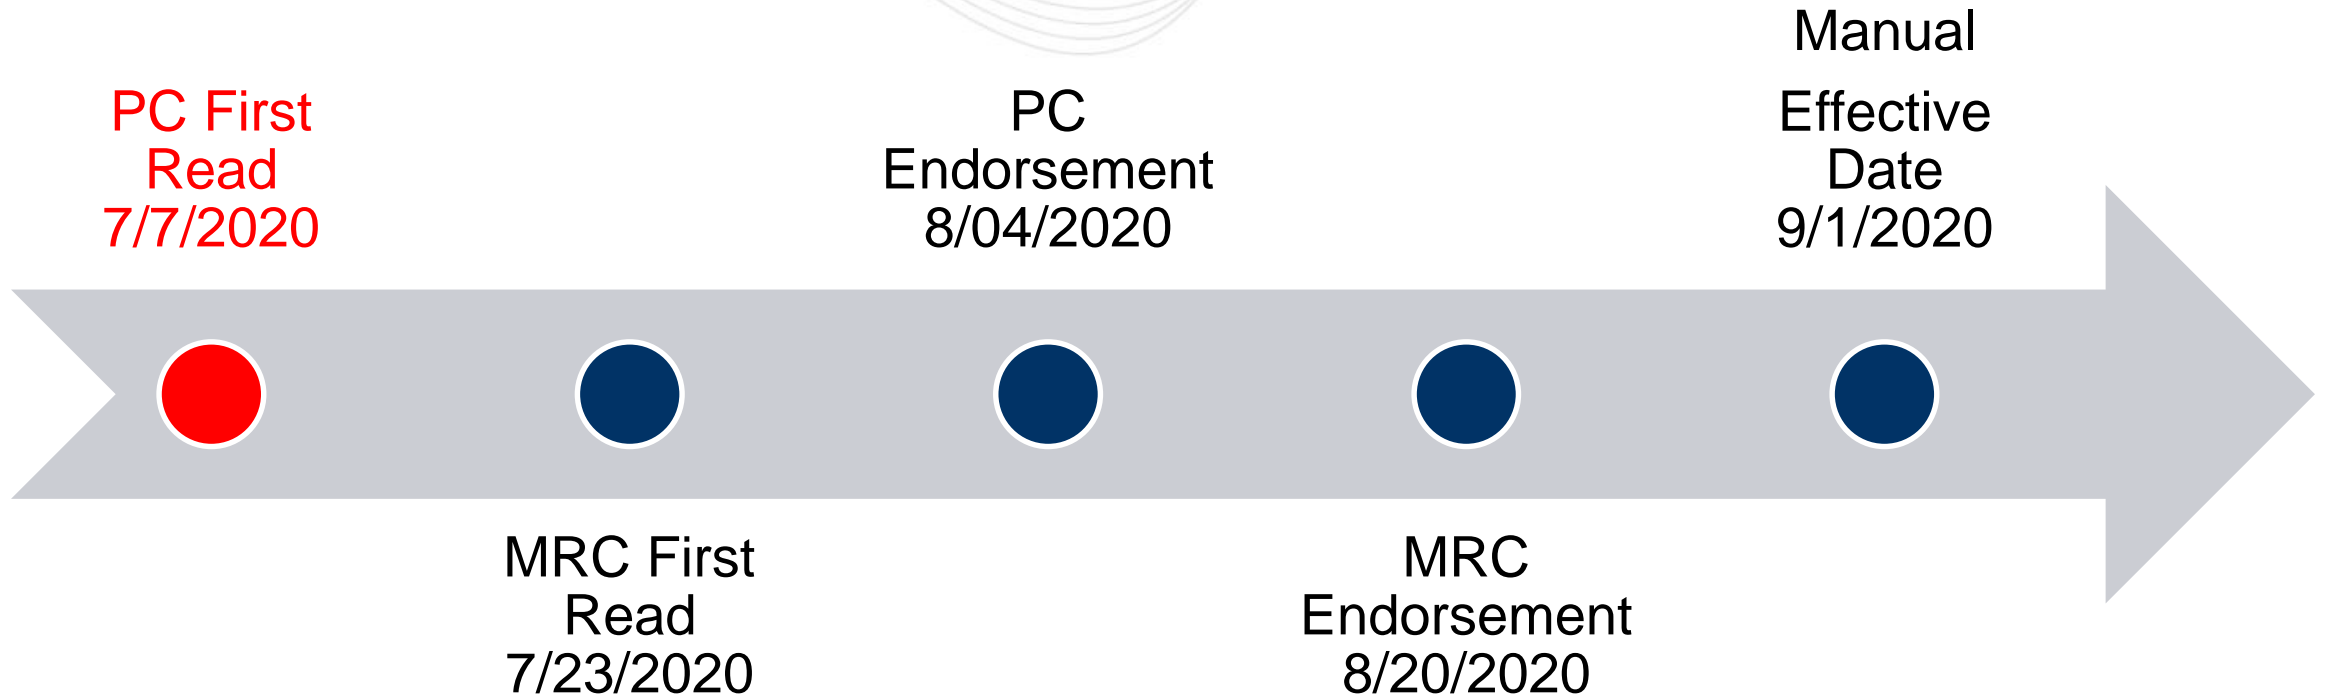 PC First
Read
7/7/2020
MRC First
Read
7/23/2020
PC
Endorsement
8/04/2020
MRC
Endorsement
8/20/2020
Manual
Effective
Date
9/1/2020